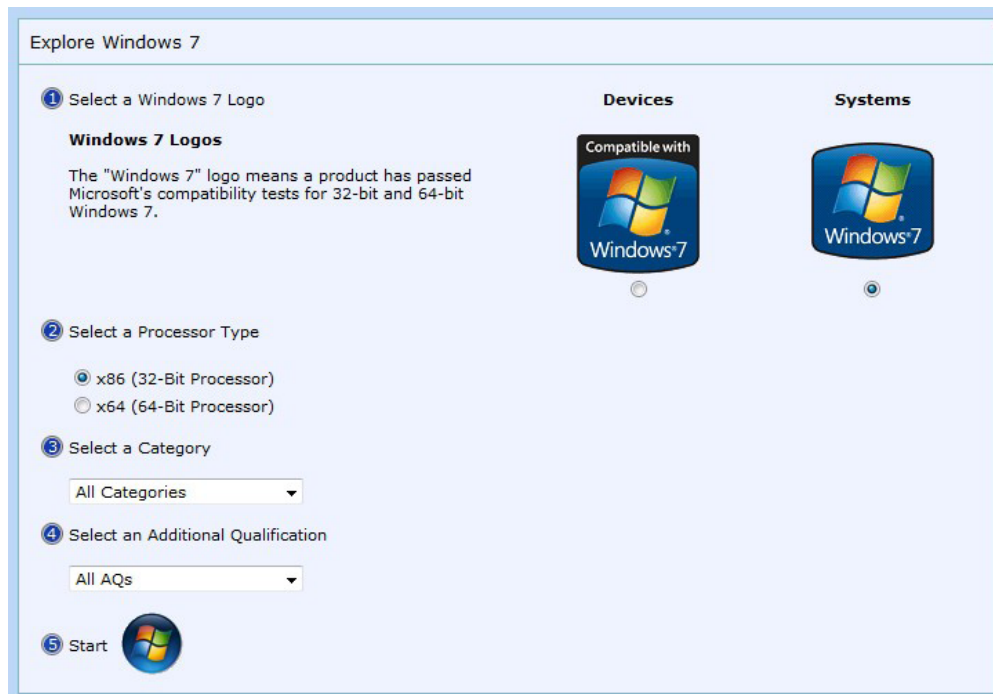 Explore Windows 7
1 Select a Windows 7 Logo
Devices
Systems
Windows 7 Logos
The "Windows 7" logo means a product has passed
Microsoft's compatibility tests for 32-bit and 64-bit
Windows 7.
Compatible with
Windows®7
Windows®7
2 Select a Processor Type
x86 (32-Bit Processor)
x64 (64-Bit Processor)
3 Select a Category
All Categories
4 Select an Additional Qualification
All AQs
5 Start